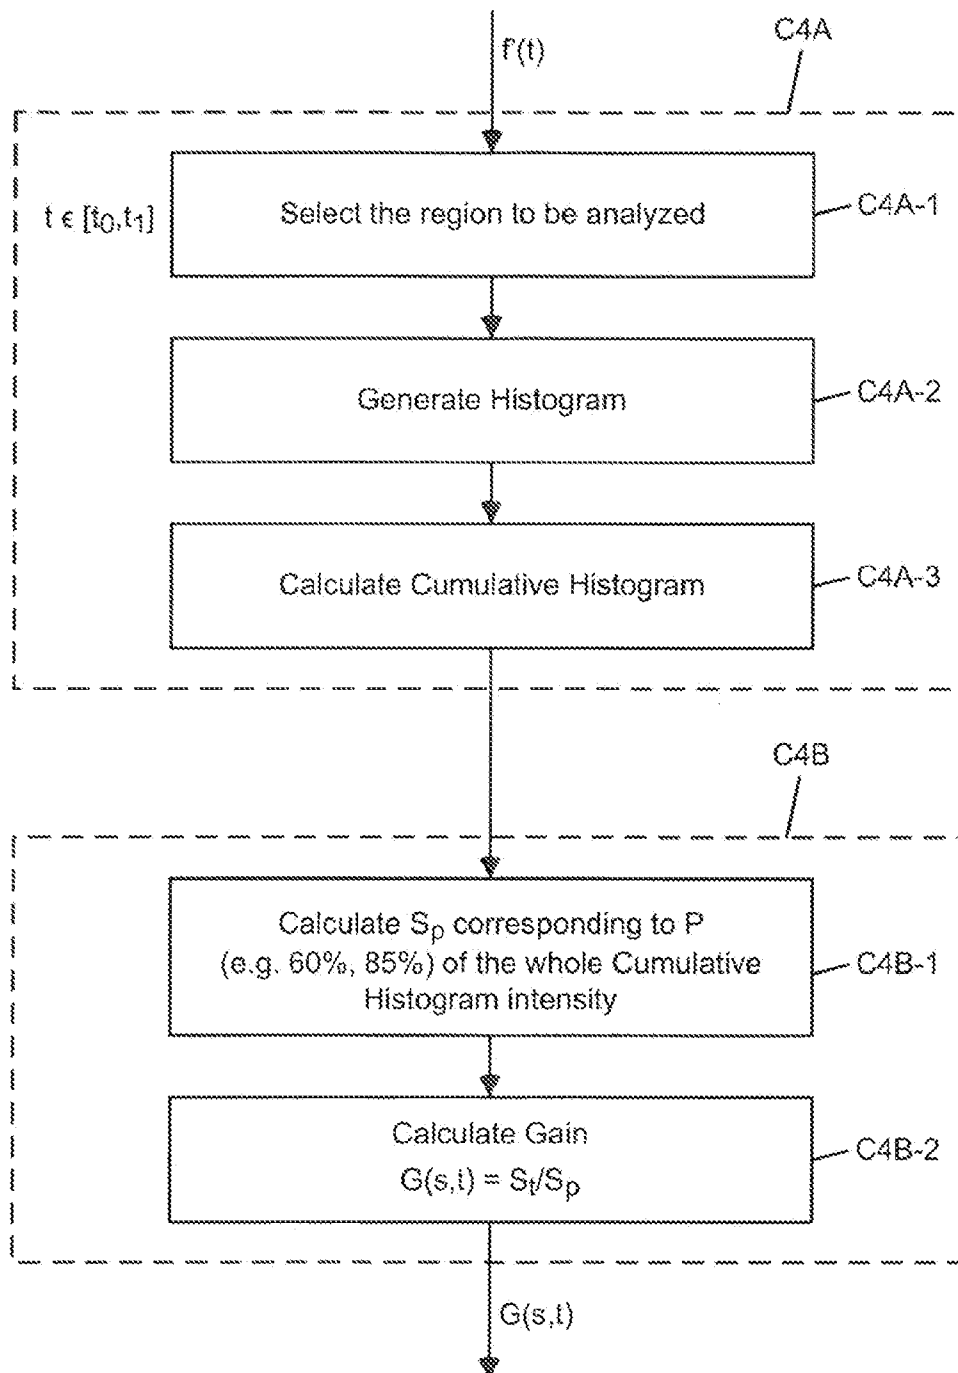 C4A
f'(t)
t ϵ [t₀,t₁]
Select the region to be analyzed
C4A-1
Generate Histogram
C4A-2
Calculate Cumulative Histogram
C4A-3
C4B
Calculate Sₚ corresponding to P
(e.g. 60%, 85%) of the whole Cumulative
Histogram intensity
C4B-1
Calculate Gain
G(s,t) = Sₜ/Sₚ
C4B-2
G(s,t)